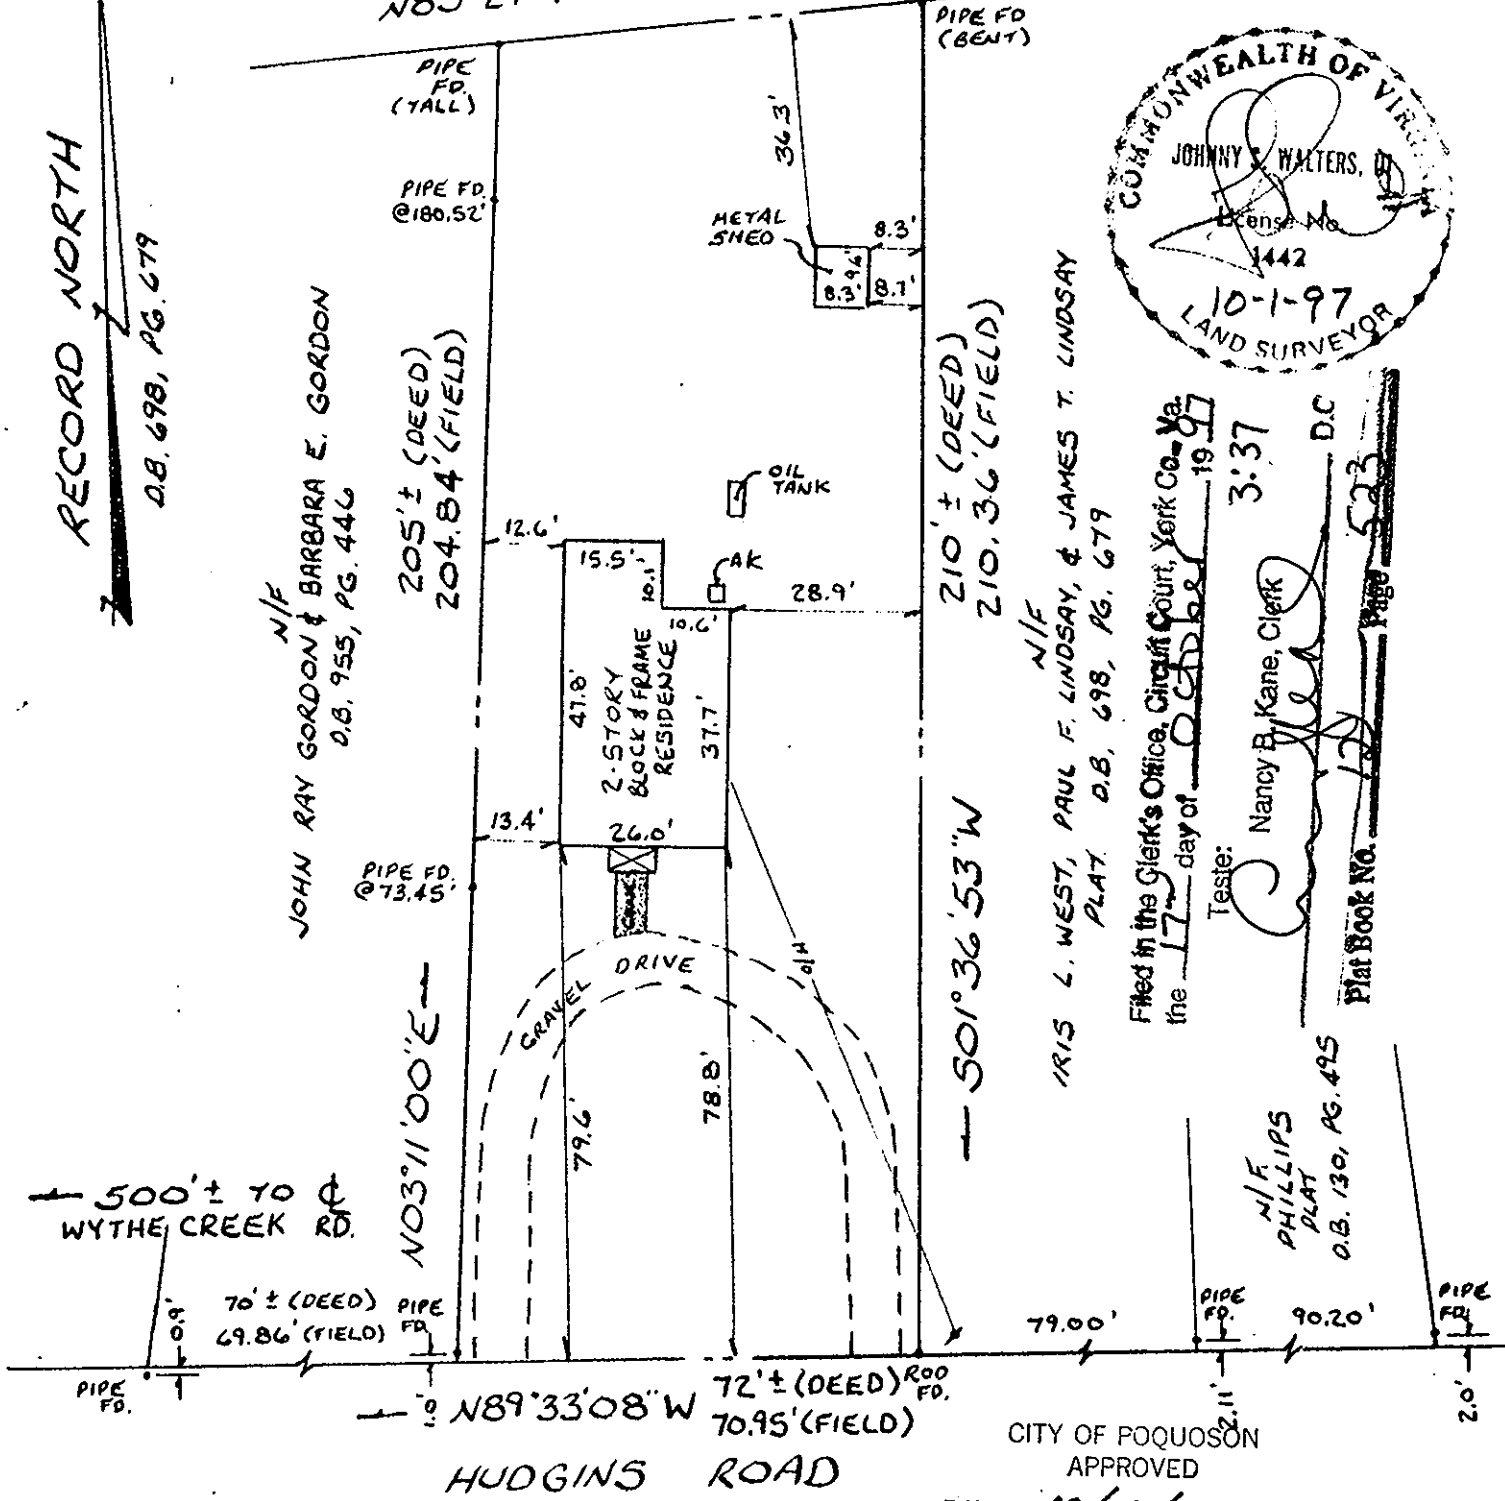 PIPE FD
(BENT)
PIPE
FD.
(TALL)
PIPE FD.
@180.52'
36.3'
METAL
SHED
8.3'
9.6'
8.3'
8.7'
RECORD NORTH
D.B. 698, PG. 679
N/F
JOHN RAY GORDON & BARBARA E. GORDON
D.B. 955, PG. 446
205'± (DEED)
204.84' (FIELD)
210'± (DEED)
210.36' (FIELD)
N/F
IRIS L. WEST, PAUL F. LINDSAY, & JAMES T. LINDSAY
PLAT D.B. 698, PG. 679
COMMONWEALTH OF VIRGINIA
JOHNNY WALTERS,
License No.
1442
10-1-97
LAND SURVEYOR
Filed in the Clerk's Office, Circuit Court, York Co. Va.
the 17 day of October 1997
3:37
Teste:
Nancy B. Kane, Clerk
D.C
Plat Book No. 12 Page 523
OIL
TANK
AK
12.6'
15.5'
10.1'
10.6'
28.9'
47.8'
2-STORY
BLOCK & FRAME
RESIDENCE
37.7'
13.4'
26.0'
PIPE FD.
@73.45'
CONC
GRAVEL DRIVE
O/H
79.6'
78.8'
N03°11'00"E
S01°36'53"W
500'± TO ℄
WYTHE CREEK RD.
N/F
PHILLIPS
PLAT
D.B. 130, PG. 495
0.9'
70'± (DEED)
69.86' (FIELD)
PIPE
FD.
79.00'
PIPE
FD.
90.20'
PIPE
FD.
PIPE
FD.
N89°33'08"W
72'± (DEED)
70.95' (FIELD)
ROD
FD.
2.11'
2.0'
HUDGINS ROAD
CITY OF POQUOSON
APPROVED